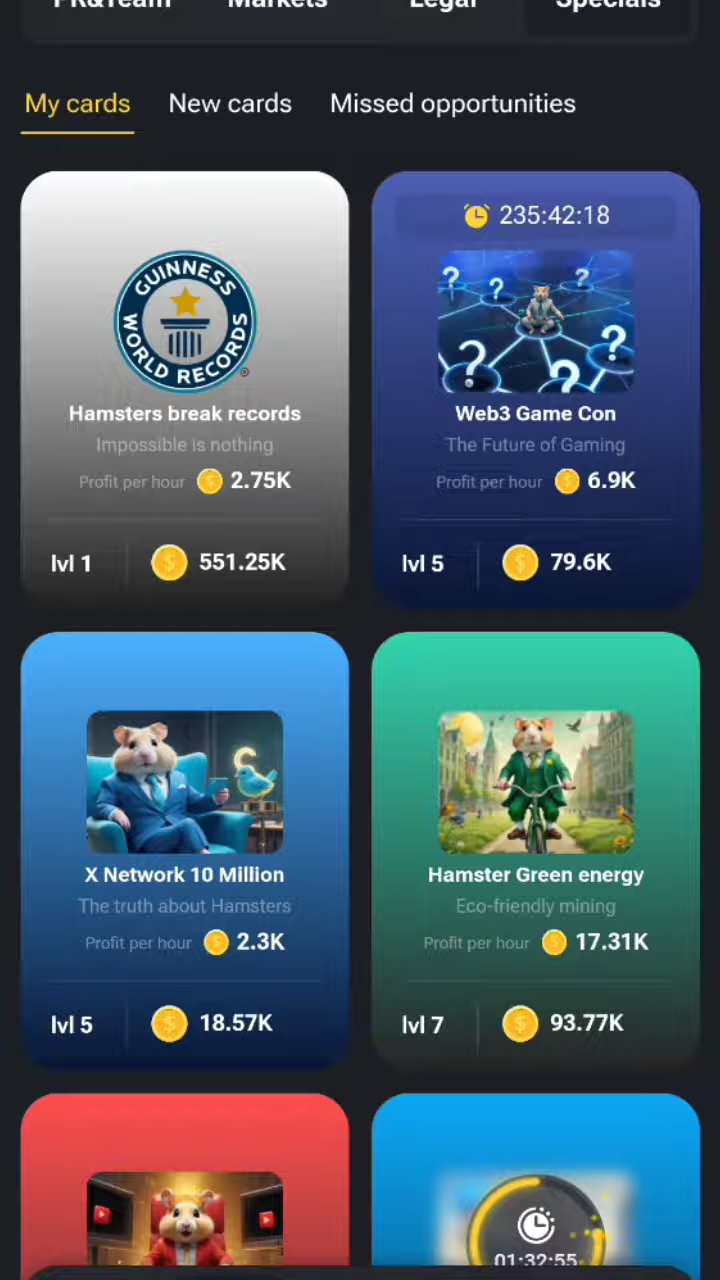 PR&Team Markets Legal Specials
My cards New cards Missed opportunities
GUINNESS
WORLD RECORDS
®
Hamsters break records
Impossible is nothing
Profit per hour 2.75K
lvl 1 551.25K
235:42:18
? ? ? ? ? ?
Web3 Game Con
The Future of Gaming
Profit per hour 6.9K
lvl 5 79.6K
X Network 10 Million
The truth about Hamsters
Profit per hour 2.3K
lvl 5 18.57K
Hamster Green energy
Eco-friendly mining
Profit per hour 17.31K
lvl 7 93.77K
01:32:55